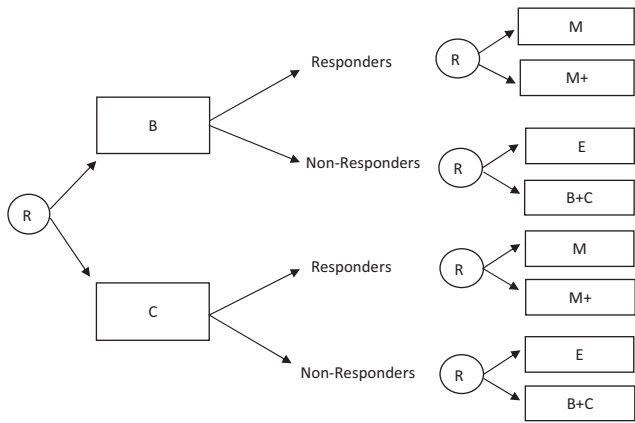 M
Responders
R
M+
B
E
Non-Responders
R
B+C
R
M
Responders
R
M+
C
E
Non-Responders
R
B+C